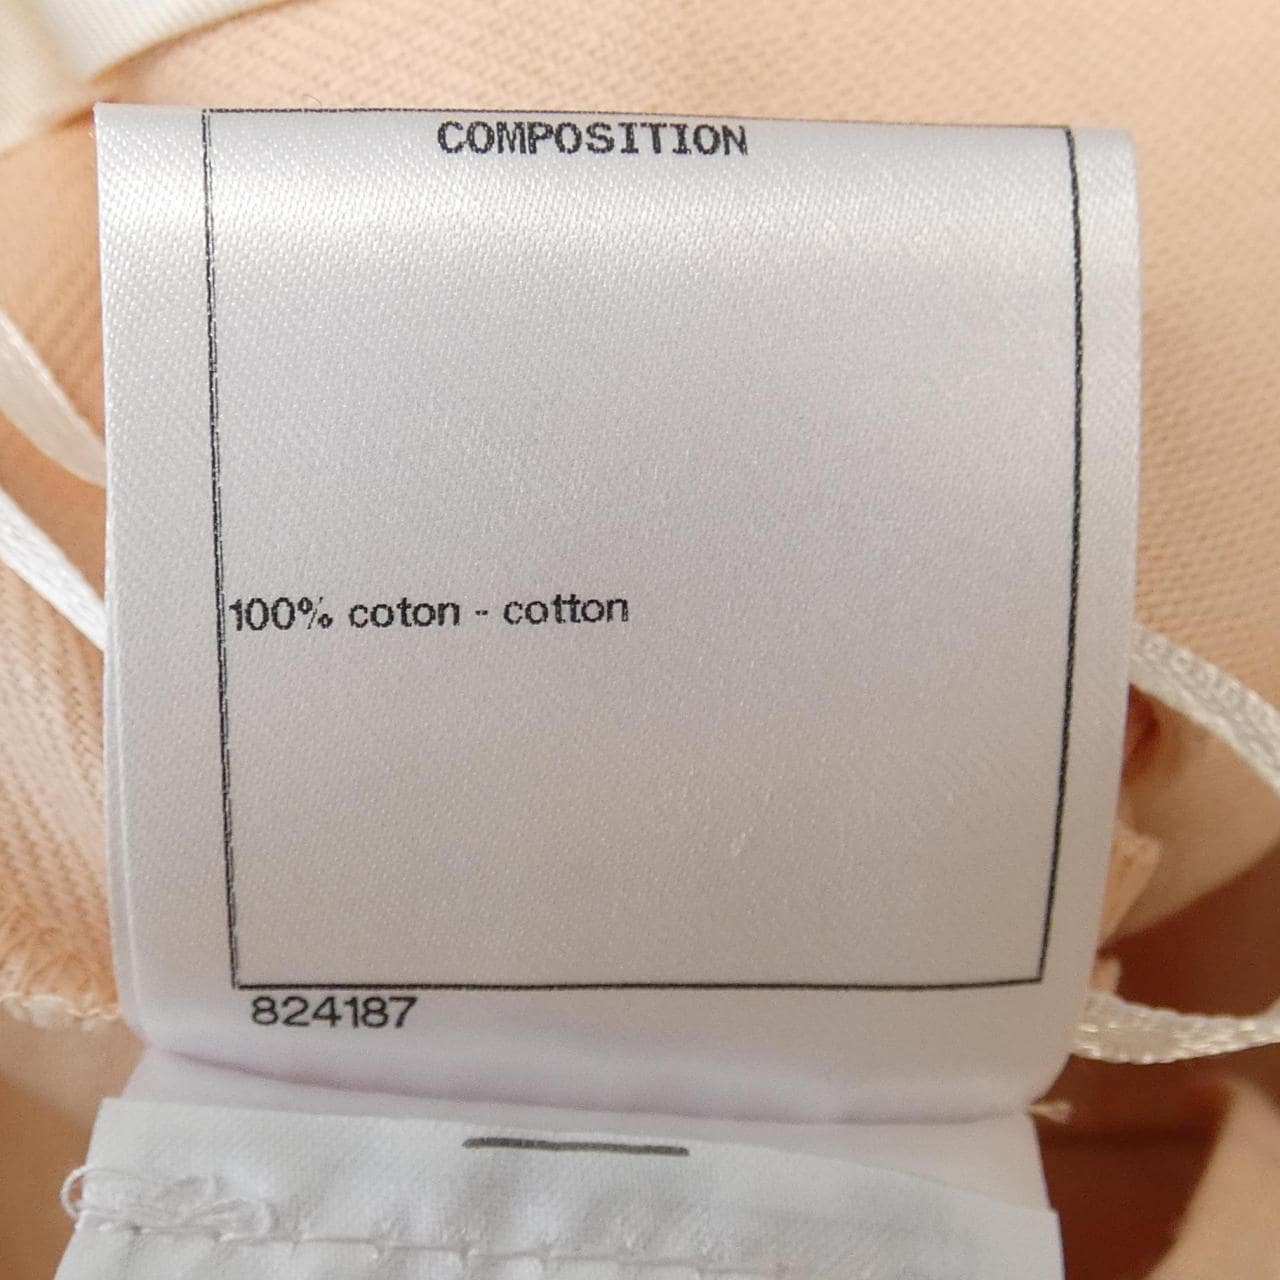 COMPOSITION
100% coton - cotton
824187